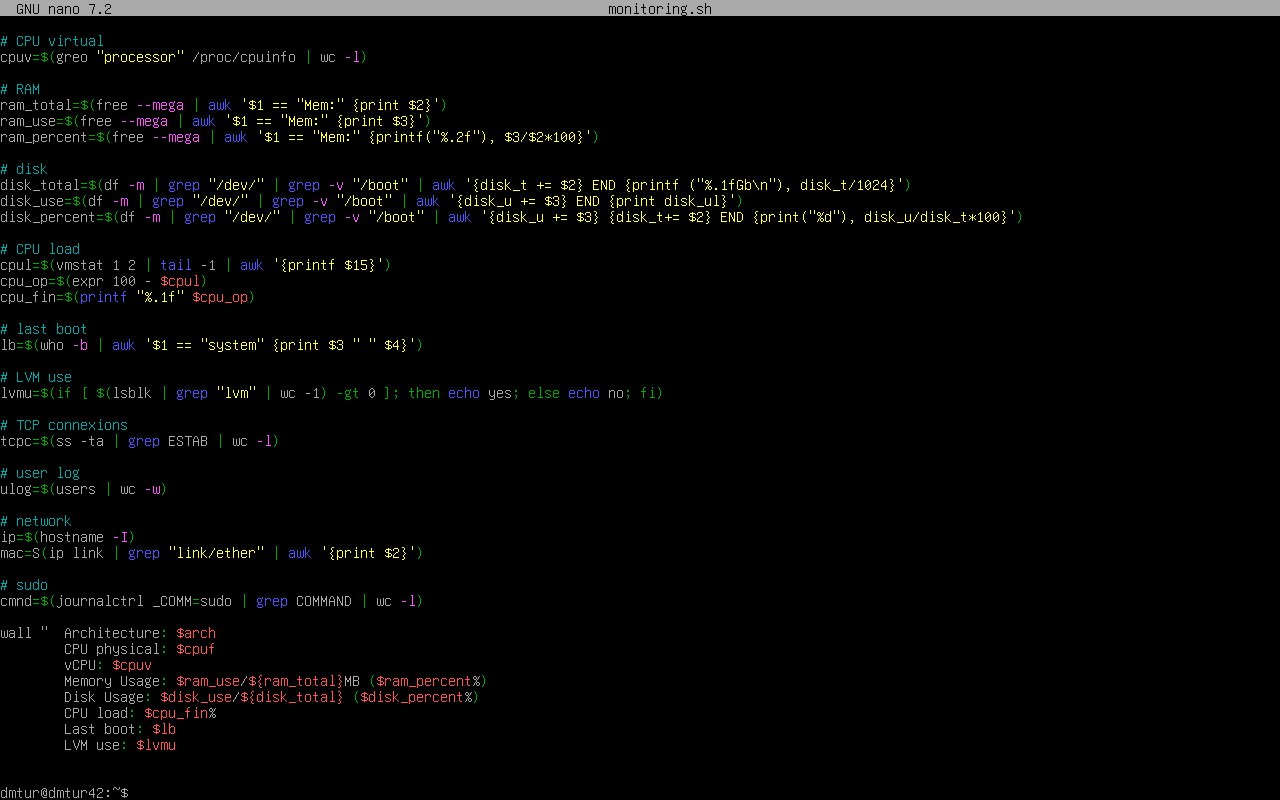 GNU nano 7.2 monitoring.sh
# CPU virtual
cpuv=$(greo "processor" /proc/cpuinfo | wc -l)
# RAM
ram_total=$(free --mega | awk '$1 == "Mem:" {print $2}')
ram_use=$(free --mega | awk '$1 == "Mem:" {print $3}')
ram_percent=$(free --mega | awk '$1 == "Mem:" {printf("%.2f"), $3/$2*100}')
# disk
disk_total=$(df -m | grep "/dev/" | grep -v "/boot" | awk '{disk_t += $2} END {printf ("%.1fGb\n"), disk_t/1024}')
disk_use=$(df -m | grep "/dev/" | grep -v "/boot" | awk '{disk_u += $3} END {print disk_ul}')
disk_percent=$(df -m | grep "/dev/" | grep -v "/boot" | awk '{disk_u += $3} {disk_t+= $2} END {print("%d"), disk_u/disk_t*100}')
# CPU load
cpul=$(vmstat 1 2 | tail -1 | awk '{printf $15}')
cpu_op=$(expr 100 - $cpul)
cpu_fin=$(printf "%.1f" $cpu_op)
# last boot
lb=$(who -b | awk '$1 == "system" {print $3 " " $4}')
# LVM use
lvmu=$(if [ $(lsblk | grep "lvm" | wc -1) -gt 0 ]; then echo yes; else echo no; fi)
# TCP connexions
tcpc=$(ss -ta | grep ESTAB | wc -l)
# user log
ulog=$(users | wc -w)
# network
ip=$(hostname -I)
mac=S(ip link | grep "link/ether" | awk '{print $2}')
# sudo
cmnd=$(journalctrl _COMM=sudo | grep COMMAND | wc -l)
wall " Architecture: $arch
CPU physical: $cpuf
vCPU: $cpuv
Memory Usage: $ram_use/${ram_total}MB ($ram_percent%)
Disk Usage: $disk_use/${disk_total} ($disk_percent%)
CPU load: $cpu_fin%
Last boot: $lb
LVM use: $lvmu
dmtur@dmtur42:~$